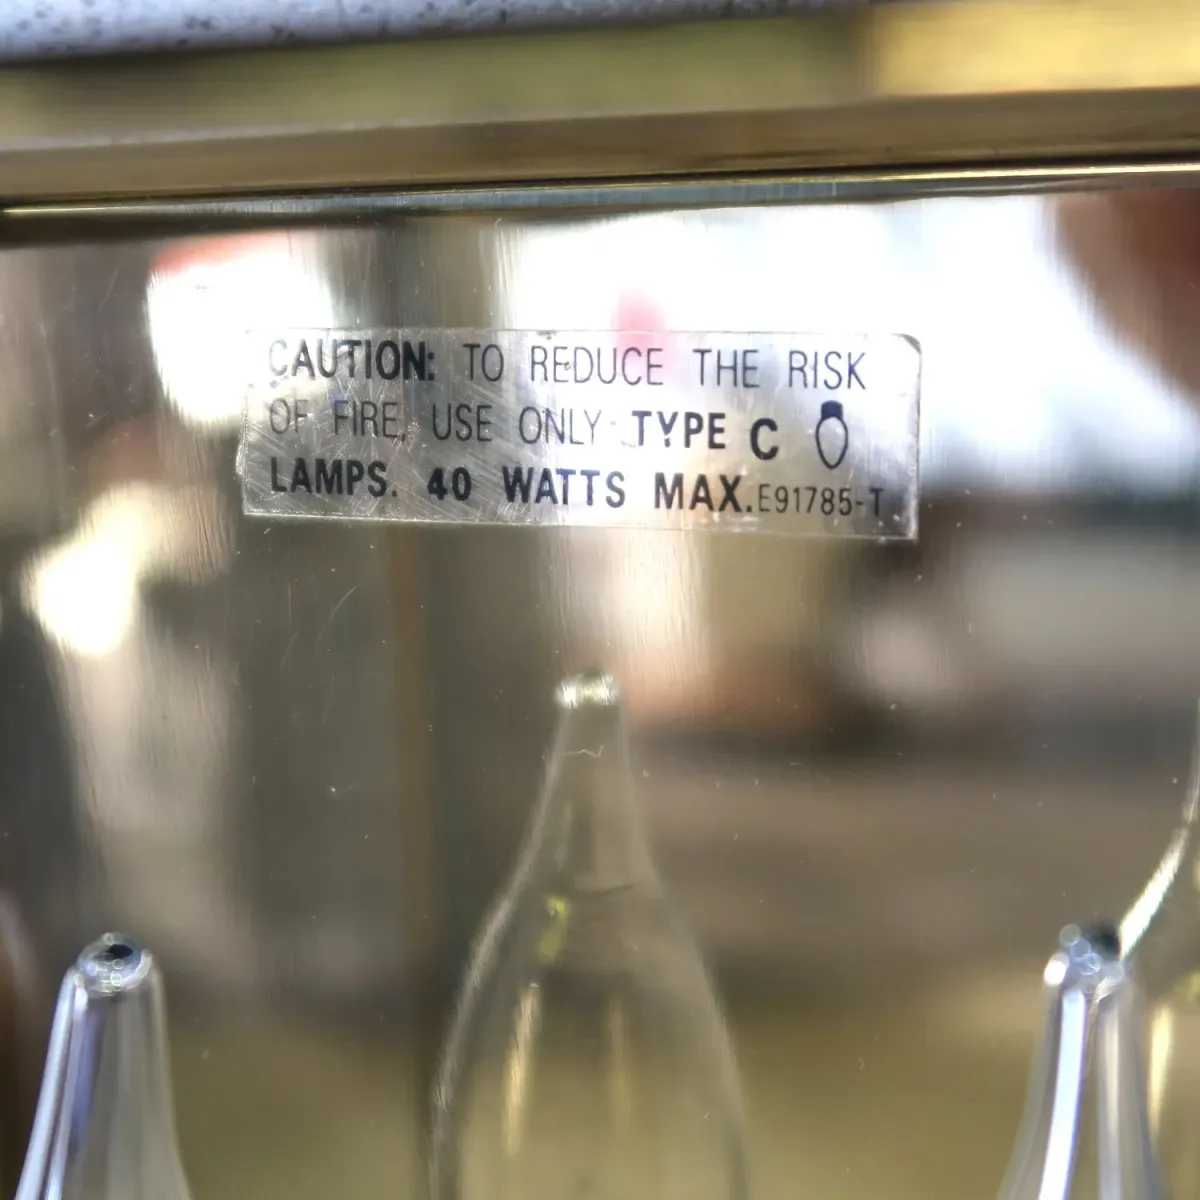 CAUTION: TO REDUCE THE RISK
OF FIRE, USE ONLY TYPE C
LAMPS. 40 WATTS MAX. E91785-T